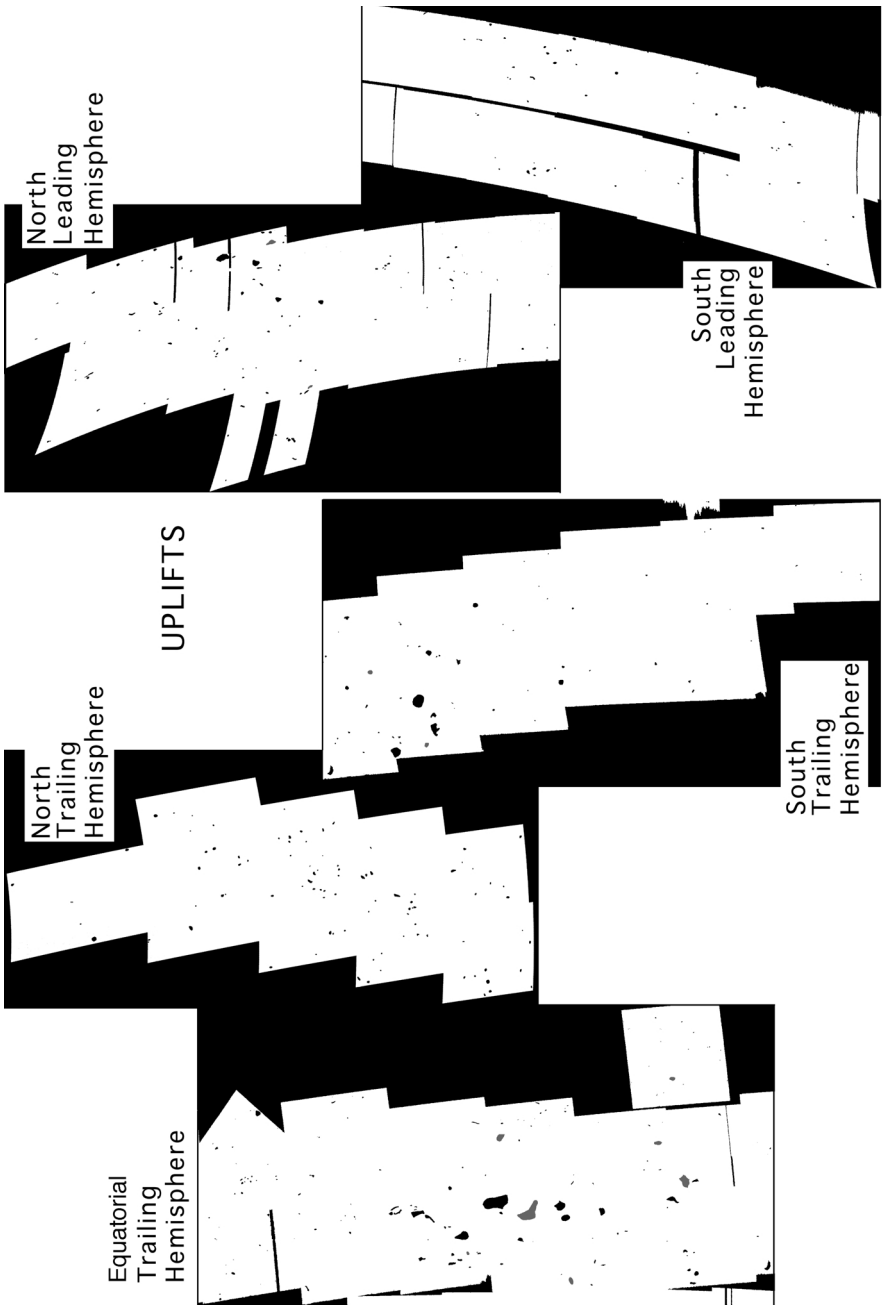 North
Leading
Hemisphere
South
Leading
Hemisphere
UPLIFTS
North
Trailing
Hemisphere
South
Trailing
Hemisphere
Equatorial
Trailing
Hemisphere